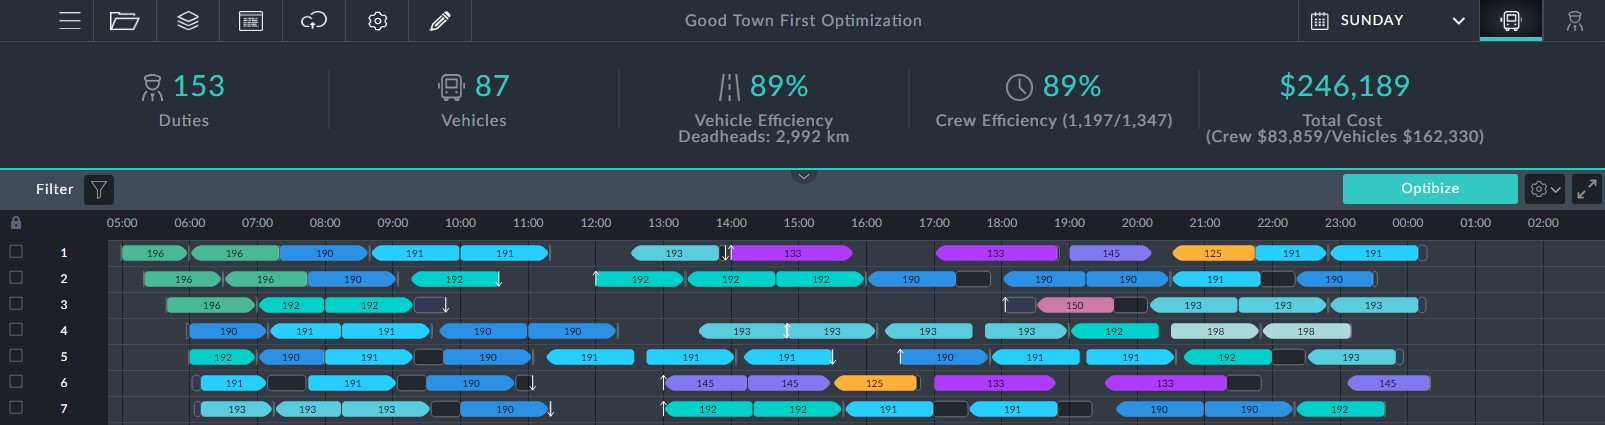 Good Town First Optimization
SUNDAY
153
Duties
87
Vehicles
89%
Vehicle Efficiency
Deadheads: 2,992 km
89%
Crew Efficiency (1,197/1,347)
$246,189
Total Cost
(Crew $83,859/Vehicles $162,330)
Filter
Optibize
05:00 06:00 07:00 08:00 09:00 10:00 11:00 12:00 13:00 14:00 15:00 16:00 17:00 18:00 19:00 20:00 21:00 22:00 23:00 00:00 01:00 02:00
1 196 196 190 191 191 193 133 133 145 125 191 191
2 196 196 190 192 192 192 192 190 190 190 191 190
3 196 192 192 150 193 193 193
4 190 191 191 190 190 193 193 193 193 192 198 198
5 192 190 191 190 191 191 191 190 191 191 192 193
6 191 191 190 145 145 125 133 133 145
7 193 193 193 190 192 192 191 191 190 190 192